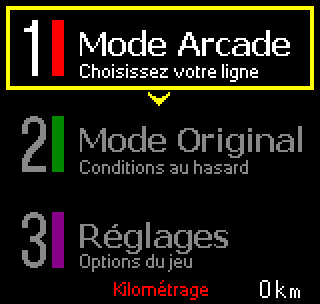 1 Mode Arcade
Choisissez votre ligne
2 Mode Original
Conditions au hasard
3 Réglages
Options du jeu
Kilométrage 0km